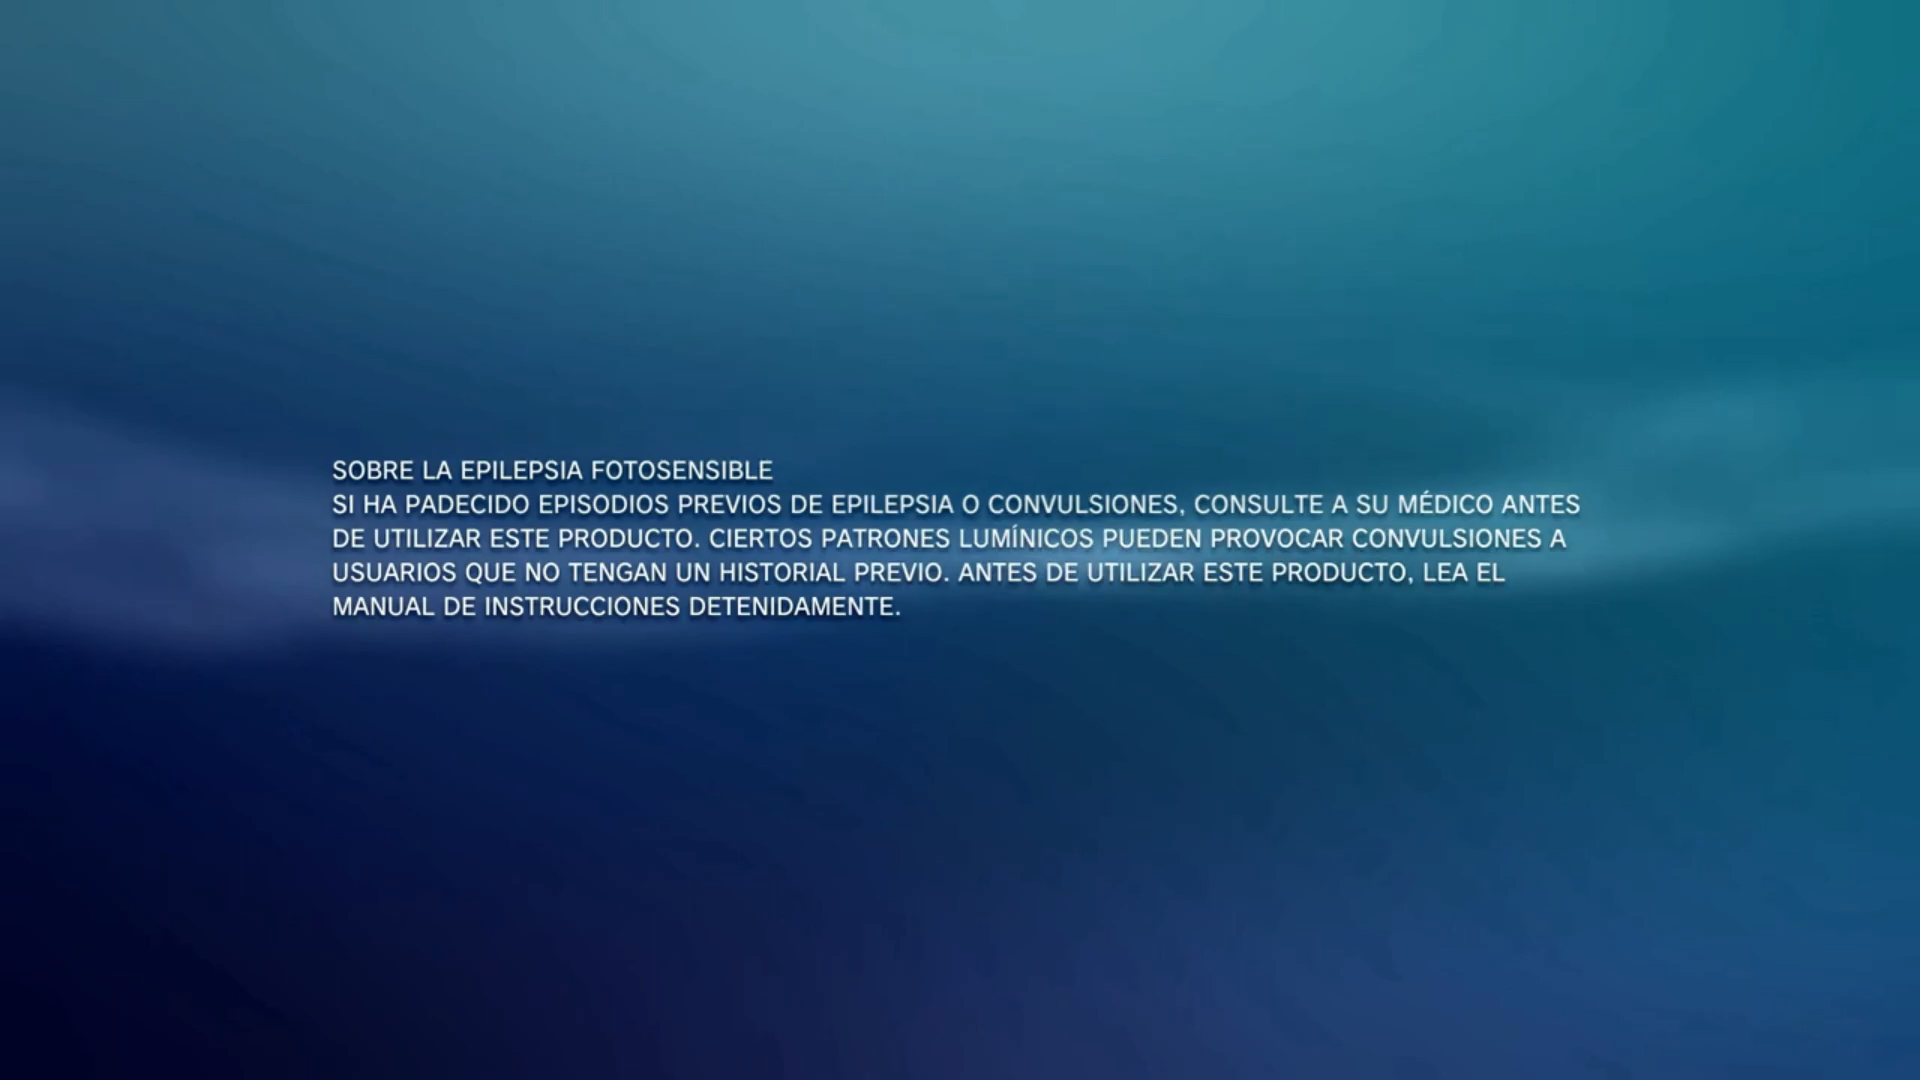 SOBRE LA EPILEPSIA FOTOSENSIBLE
SI HA PADECIDO EPISODIOS PREVIOS DE EPILEPSIA O CONVULSIONES, CONSULTE A SU MÉDICO ANTES
DE UTILIZAR ESTE PRODUCTO. CIERTOS PATRONES LUMÍNICOS PUEDEN PROVOCAR CONVULSIONES A
USUARIOS QUE NO TENGAN UN HISTORIAL PREVIO. ANTES DE UTILIZAR ESTE PRODUCTO, LEA EL
MANUAL DE INSTRUCCIONES DETENIDAMENTE.